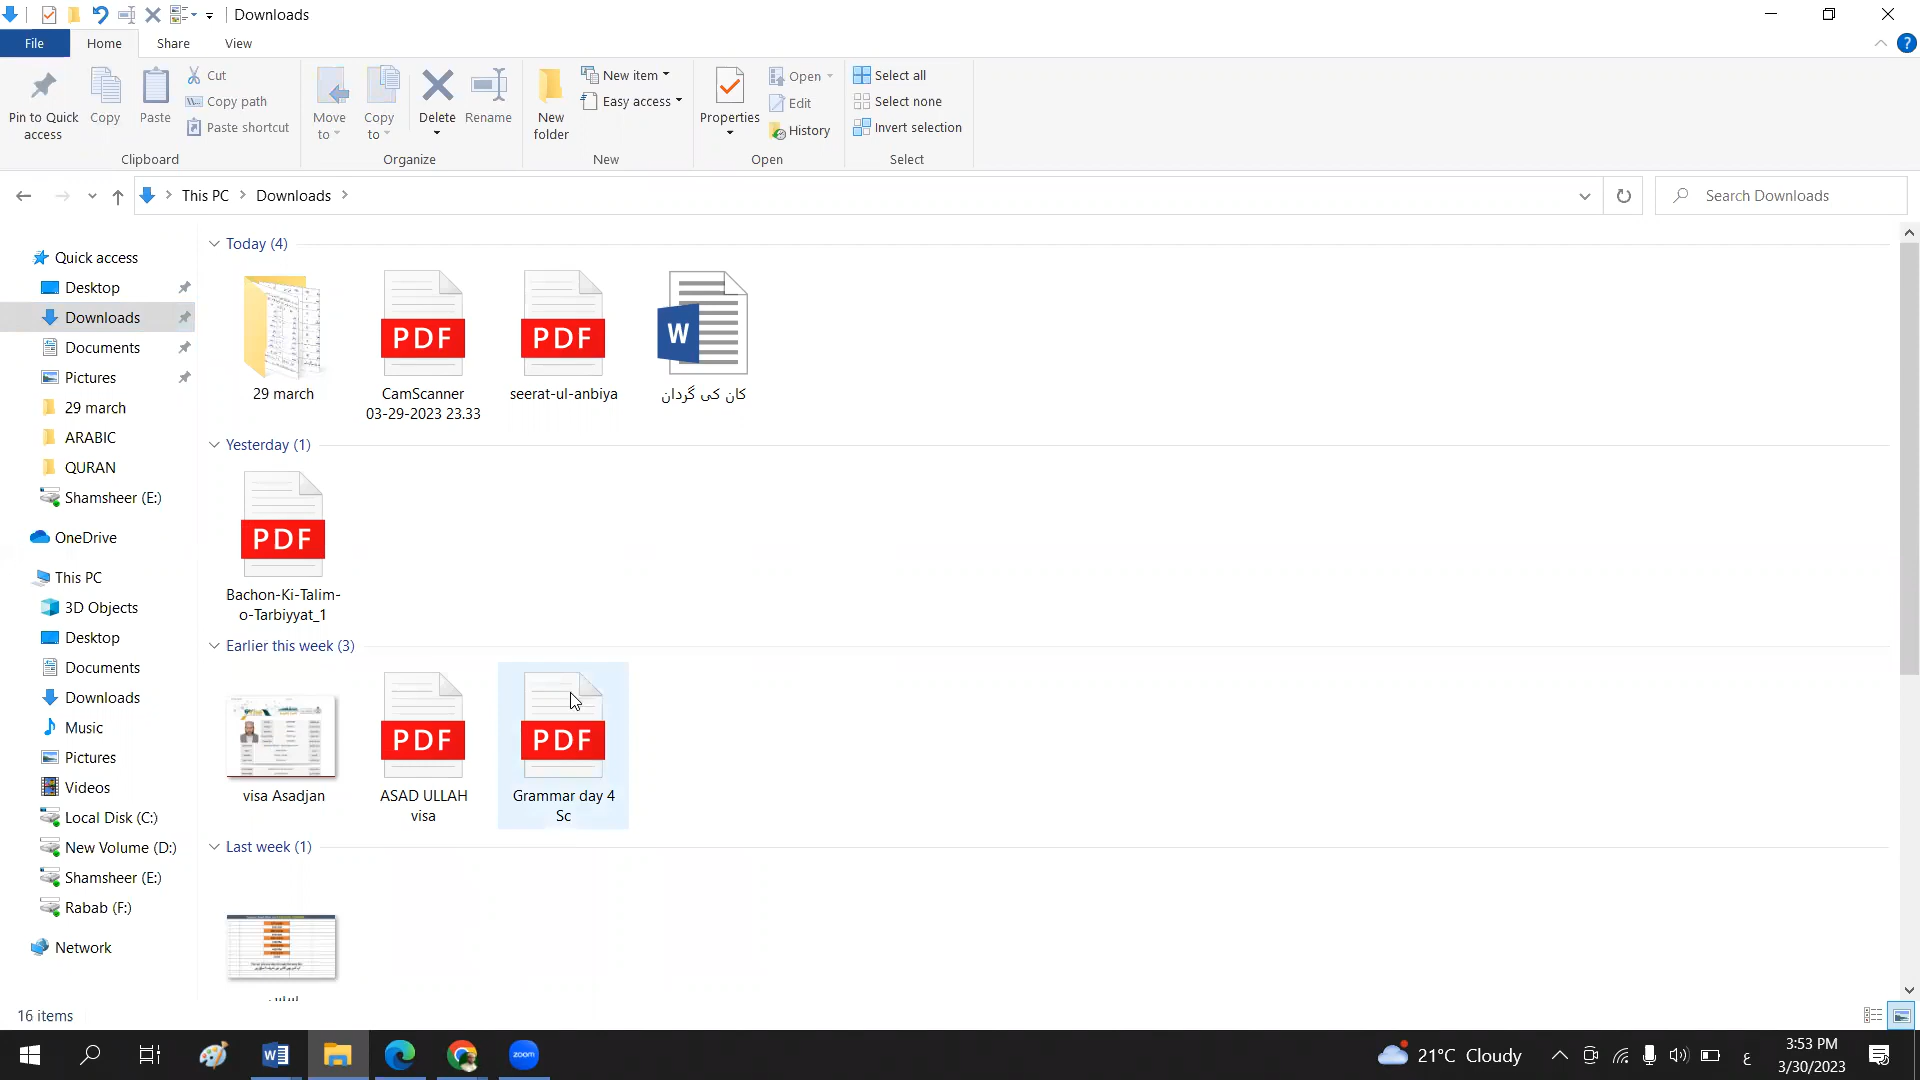 Downloads
File Home Share View
Pin to Quick access
Copy
Paste
Cut
Copy path
Paste shortcut
Clipboard
Move to
Copy to
Delete
Rename
Organize
New folder
New item
Easy access
New
Properties
Open
Edit
History
Open
Select all
Select none
Invert selection
Select
This PC > Downloads >
Search Downloads
Quick access
Desktop
Downloads
Documents
Pictures
29 march
ARABIC
QURAN
Shamsheer (E:)
OneDrive
This PC
3D Objects
Desktop
Documents
Downloads
Music
Pictures
Videos
Local Disk (C:)
New Volume (D:)
Shamsheer (E:)
Rabab (F:)
Network
Today (4)
29 march
PDF
CamScanner
03-29-2023 23.33
PDF
seerat-ul-anbiya
W
کان کی گردان
Yesterday (1)
PDF
Bachon-Ki-Talim-
o-Tarbiyyat_1
Earlier this week (3)
visa Asadjan
PDF
ASAD ULLAH
visa
PDF
Grammar day 4
Sc
Last week (1)
16 items
zoom
21°C Cloudy
ع
3:53 PM
3/30/2023